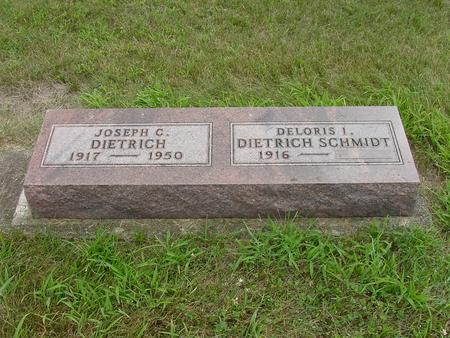 JOSEPH C.
DIETRICH
1917 — 1950
DELORIS I.
DIETRICH SCHMIDT
1916 —